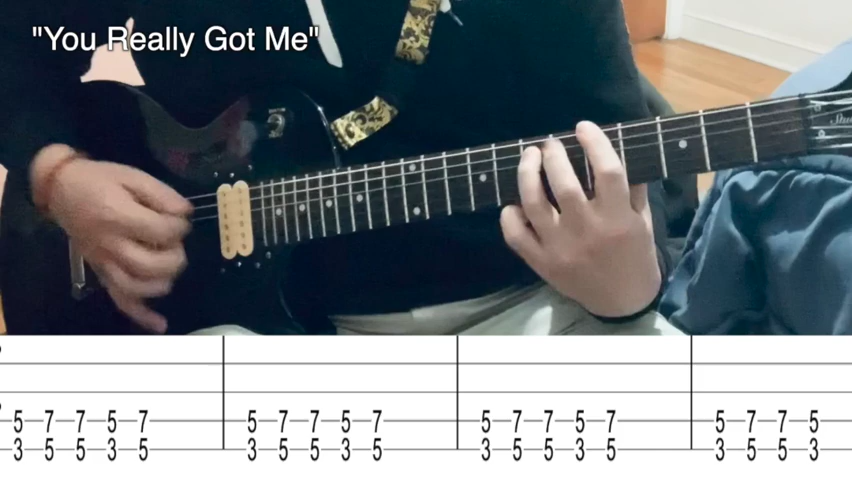 "You Really Got Me"
5 7 7 5 7 5 7 7 5 7 5 7 7 5 7 5 7 7 5
3 5 5 3 5 3 5 5 3 5 3 5 5 3 5 3 5 5 3